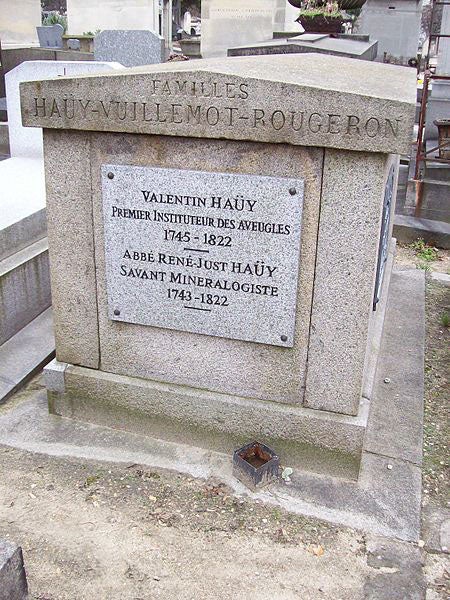 FAMILLES
HAÜY-VUILLEMOT-ROUGERON
VALENTIN HAÜY
PREMIER INSTITUTEUR DES AVEUGLES
1745 - 1822
ABBÉ RENÉ-JUST HAÜY
SAVANT MINERALOGISTE
1743-1822